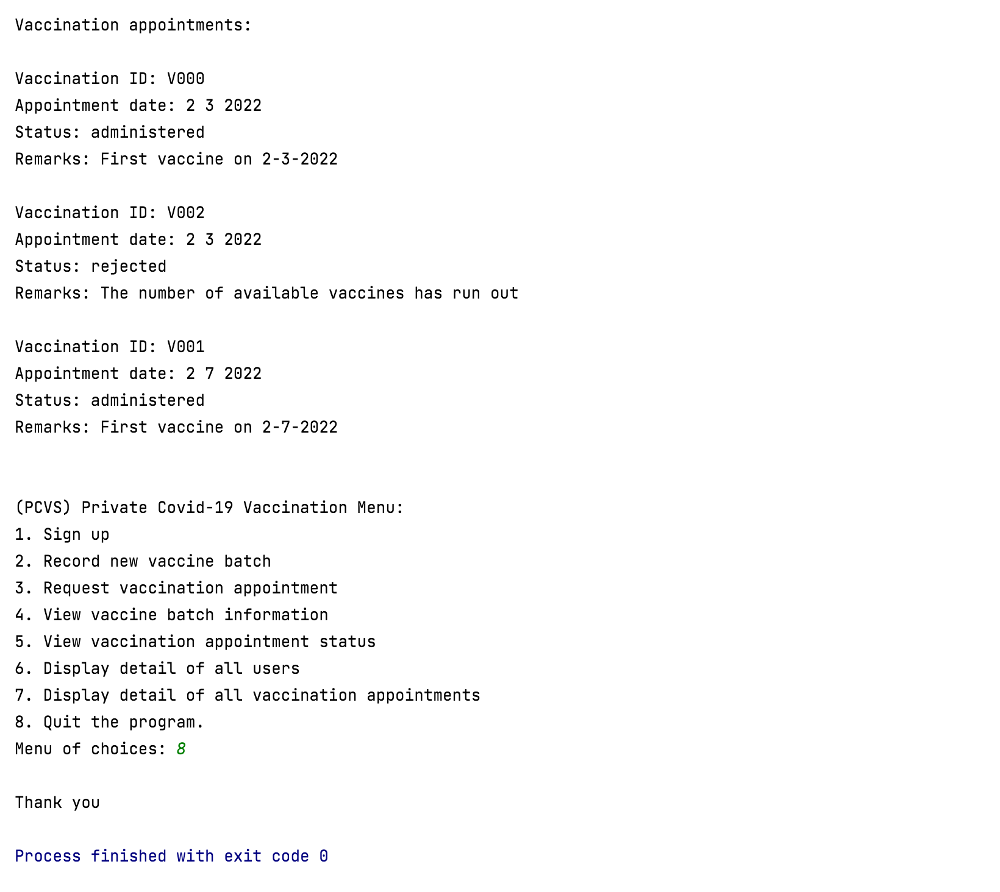 Vaccination appointments:
Vaccination ID: V000
Appointment date: 2 3 2022
Status: administered
Remarks: First vaccine on 2-3-2022
Vaccination ID: V002
Appointment date: 2 3 2022
Status: rejected
Remarks: The number of available vaccines has run out
Vaccination ID: V001
Appointment date: 2 7 2022
Status: administered
Remarks: First vaccine on 2-7-2022
(PCVS) Private Covid-19 Vaccination Menu:
1. Sign up
2. Record new vaccine batch
3. Request vaccination appointment
4. View vaccine batch information
5. View vaccination appointment status
6. Display detail of all users
7. Display detail of all vaccination appointments
8. Quit the program.
Menu of choices: 8
Thank you
Process finished with exit code 0